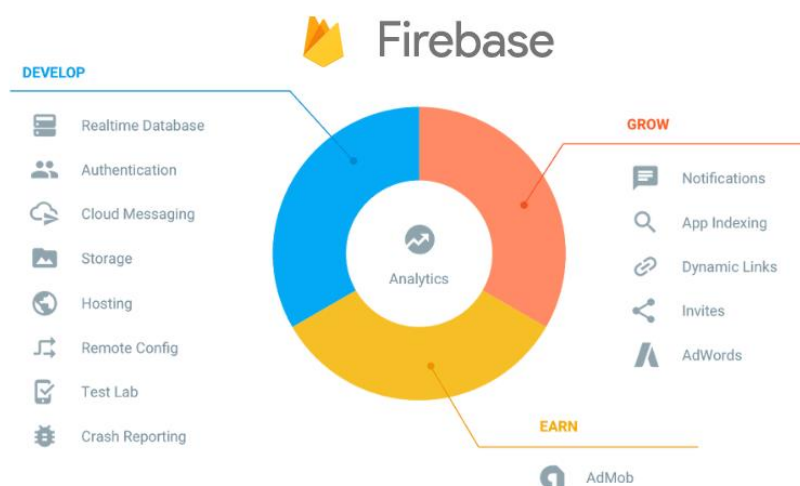 Firebase
DEVELOP
Realtime Database
Authentication
Cloud Messaging
Storage
Hosting
Remote Config
Test Lab
Crash Reporting
Analytics
GROW
Notifications
App Indexing
Dynamic Links
Invites
AdWords
EARN
AdMob